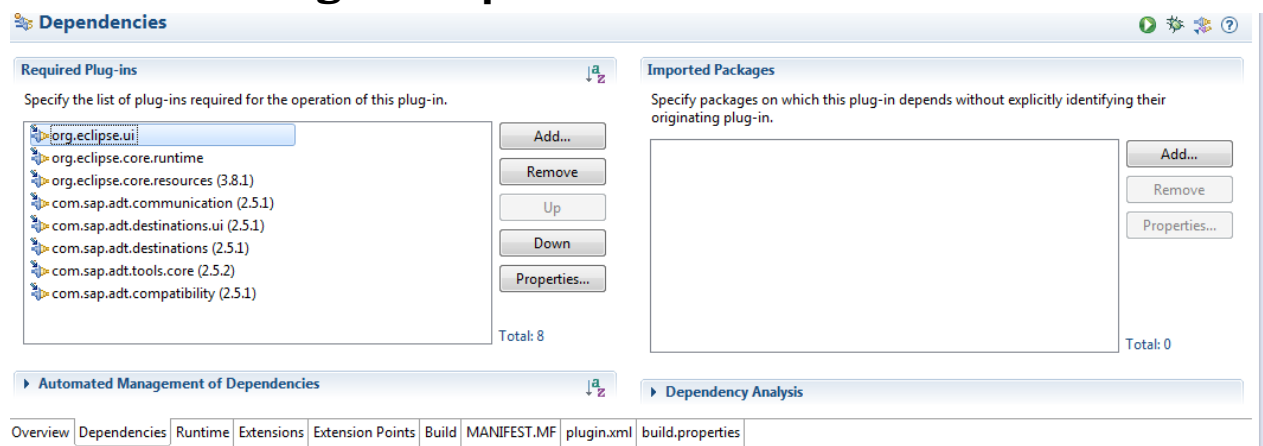 Dependencies
Required Plug-ins
Specify the list of plug-ins required for the operation of this plug-in.
org.eclipse.ui
org.eclipse.core.runtime
org.eclipse.core.resources (3.8.1)
com.sap.adt.communication (2.5.1)
com.sap.adt.destinations.ui (2.5.1)
com.sap.adt.destinations (2.5.1)
com.sap.adt.tools.core (2.5.2)
com.sap.adt.compatibility (2.5.1)
Add...
Remove
Up
Down
Properties...
Total: 8
Automated Management of Dependencies
Imported Packages
Specify packages on which this plug-in depends without explicitly identifying their
originating plug-in.
Add...
Remove
Properties...
Total: 0
Dependency Analysis
Overview Dependencies Runtime Extensions Extension Points Build MANIFEST.MF plugin.xml build.properties